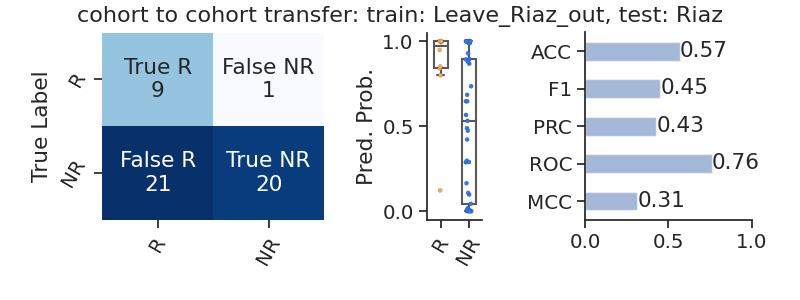 cohort to cohort transfer: train: Leave_Riaz_out, test: Riaz
True Label
R
NR
True R
9
False NR
1
False R
21
True NR
20
R
NR
Pred. Prob.
1.0
0.5
0.0
R
NR
ACC
0.57
F1
0.45
PRC
0.43
ROC
0.76
MCC
0.31
0.0
0.5
1.0